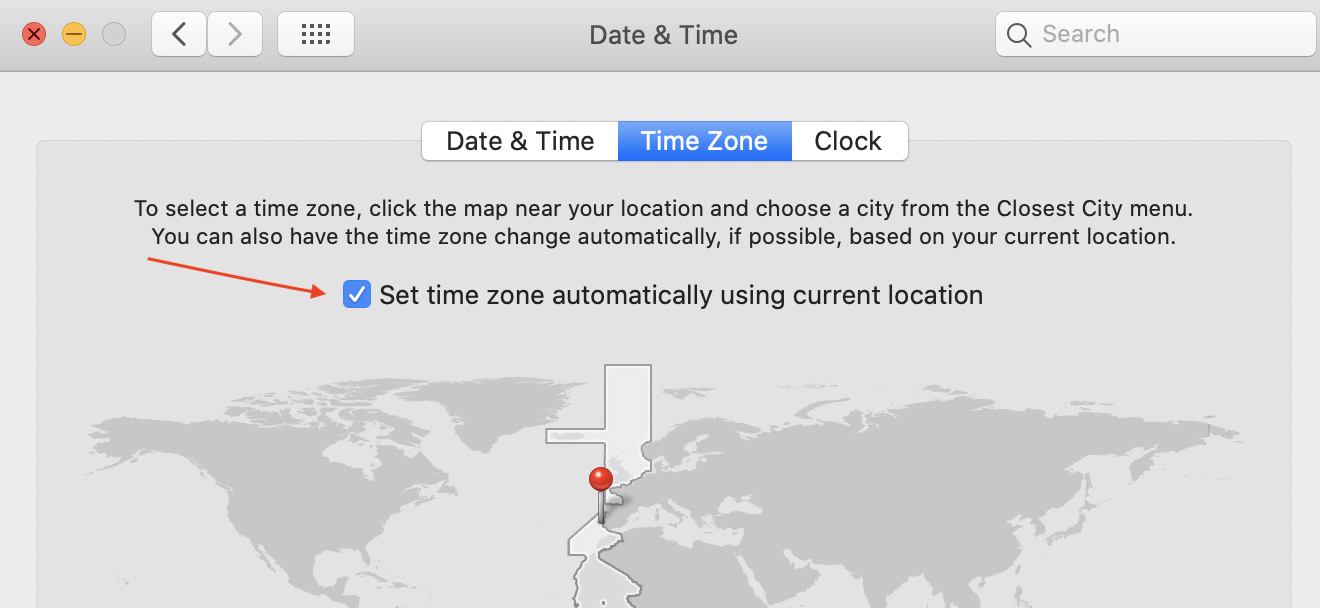 Date & Time
Search
Date & Time
Time Zone
Clock
To select a time zone, click the map near your location and choose a city from the Closest City menu.
You can also have the time zone change automatically, if possible, based on your current location.
Set time zone automatically using current location